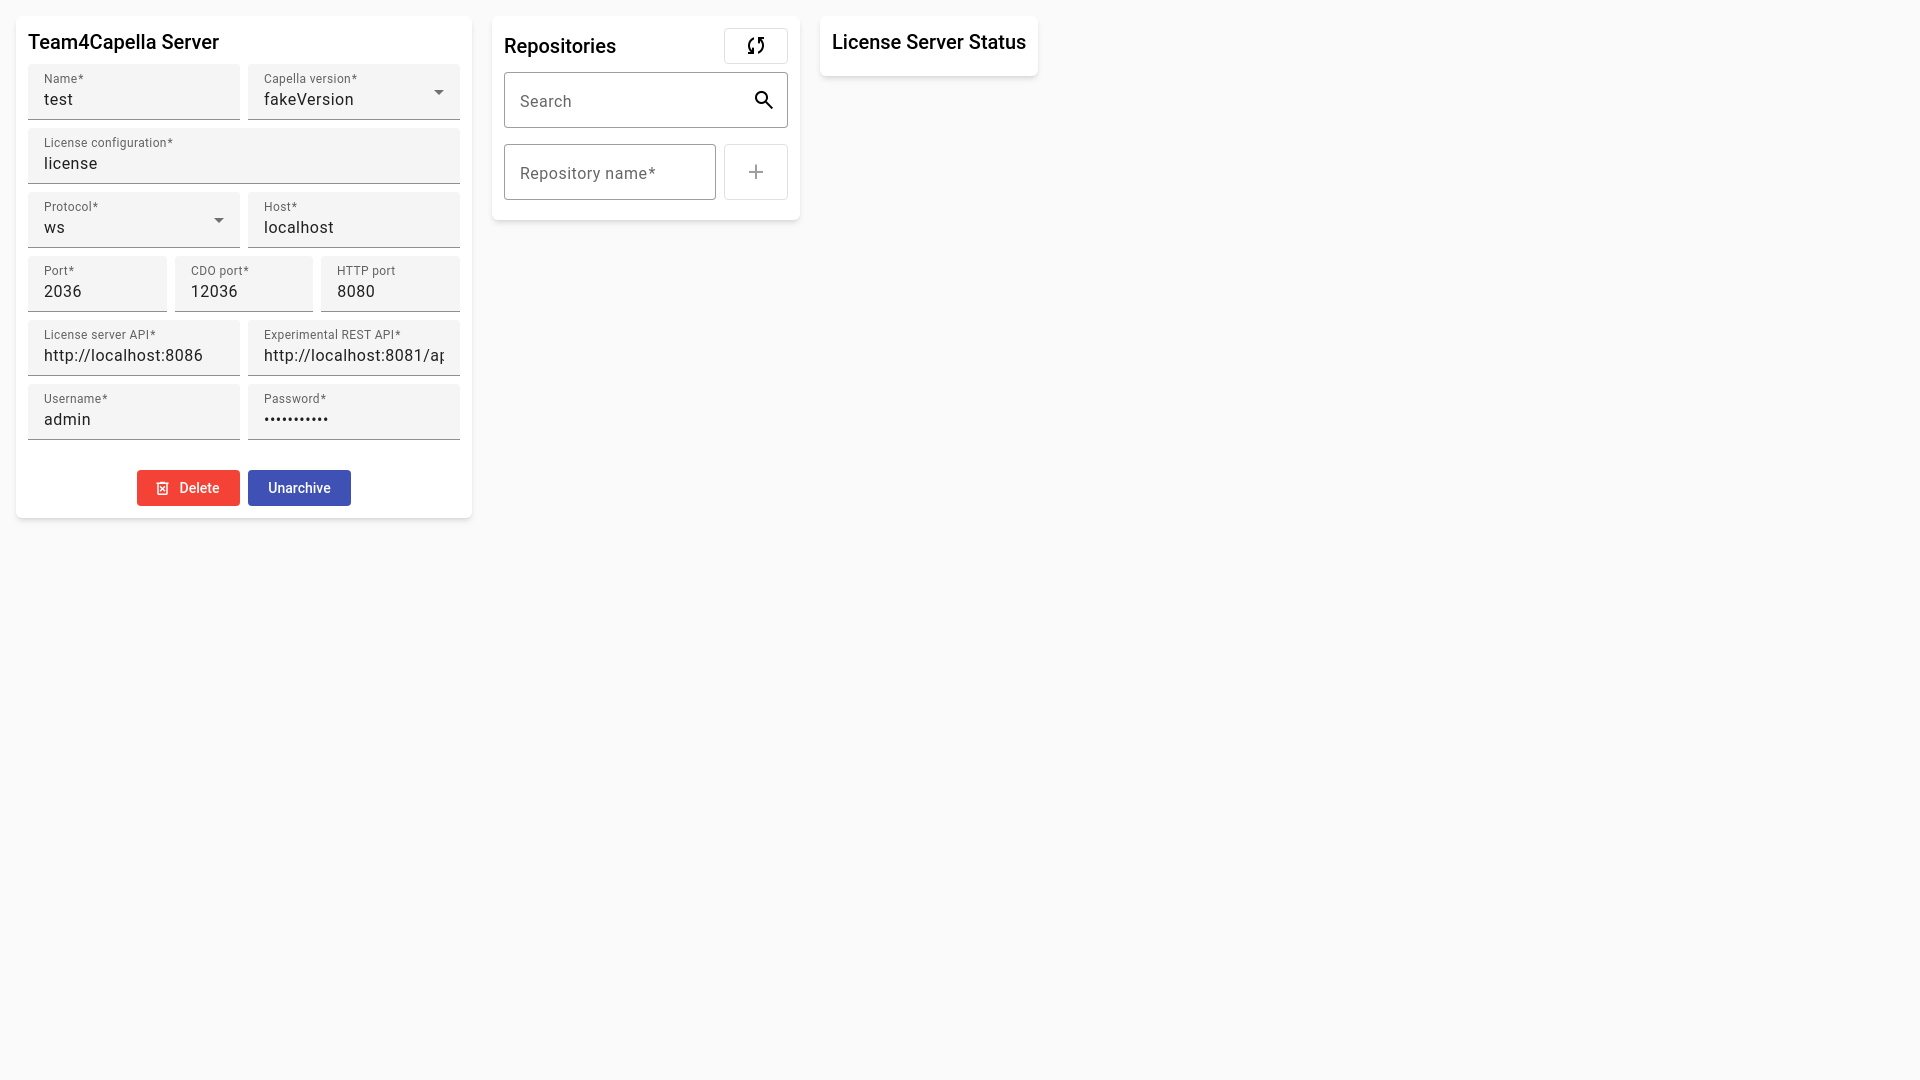 Team4Capella Server
Name*
test
Capella version*
fakeVersion
License configuration*
license
Protocol*
ws
Host*
localhost
Port*
2036
CDO port*
12036
HTTP port
8080
License server API*
http://localhost:8086
Experimental REST API*
http://localhost:8081/ap
Username*
admin
Password*
•••••••••••
Delete
Unarchive
Repositories
Search
Repository name*
License Server Status